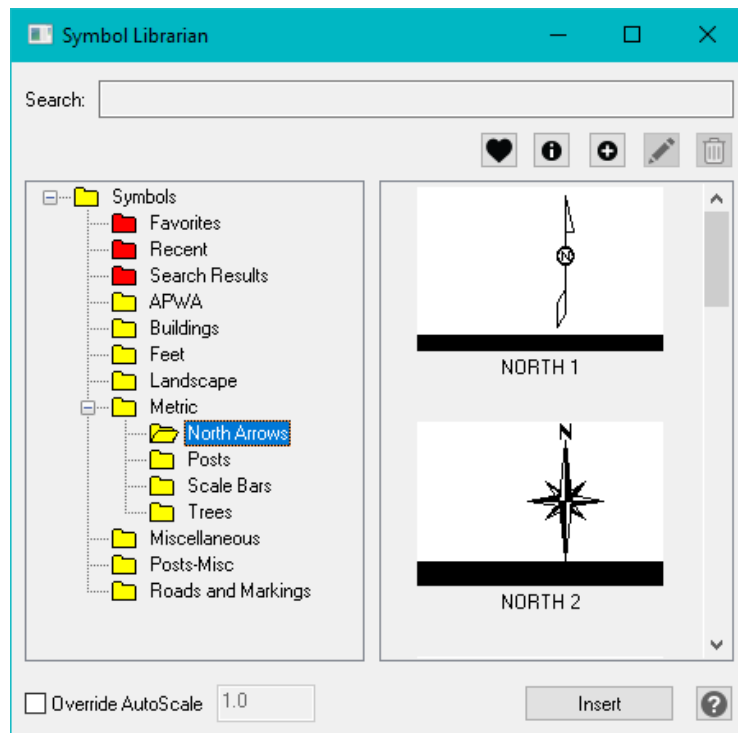 Symbol Librarian
Search:
Symbols
Favorites
Recent
Search Results
APWA
Buildings
Feet
Landscape
Metric
North Arrows
Posts
Scale Bars
Trees
Miscellaneous
Posts-Misc
Roads and Markings
N
NORTH 1
N
NORTH 2
Override AutoScale 1.0
Insert